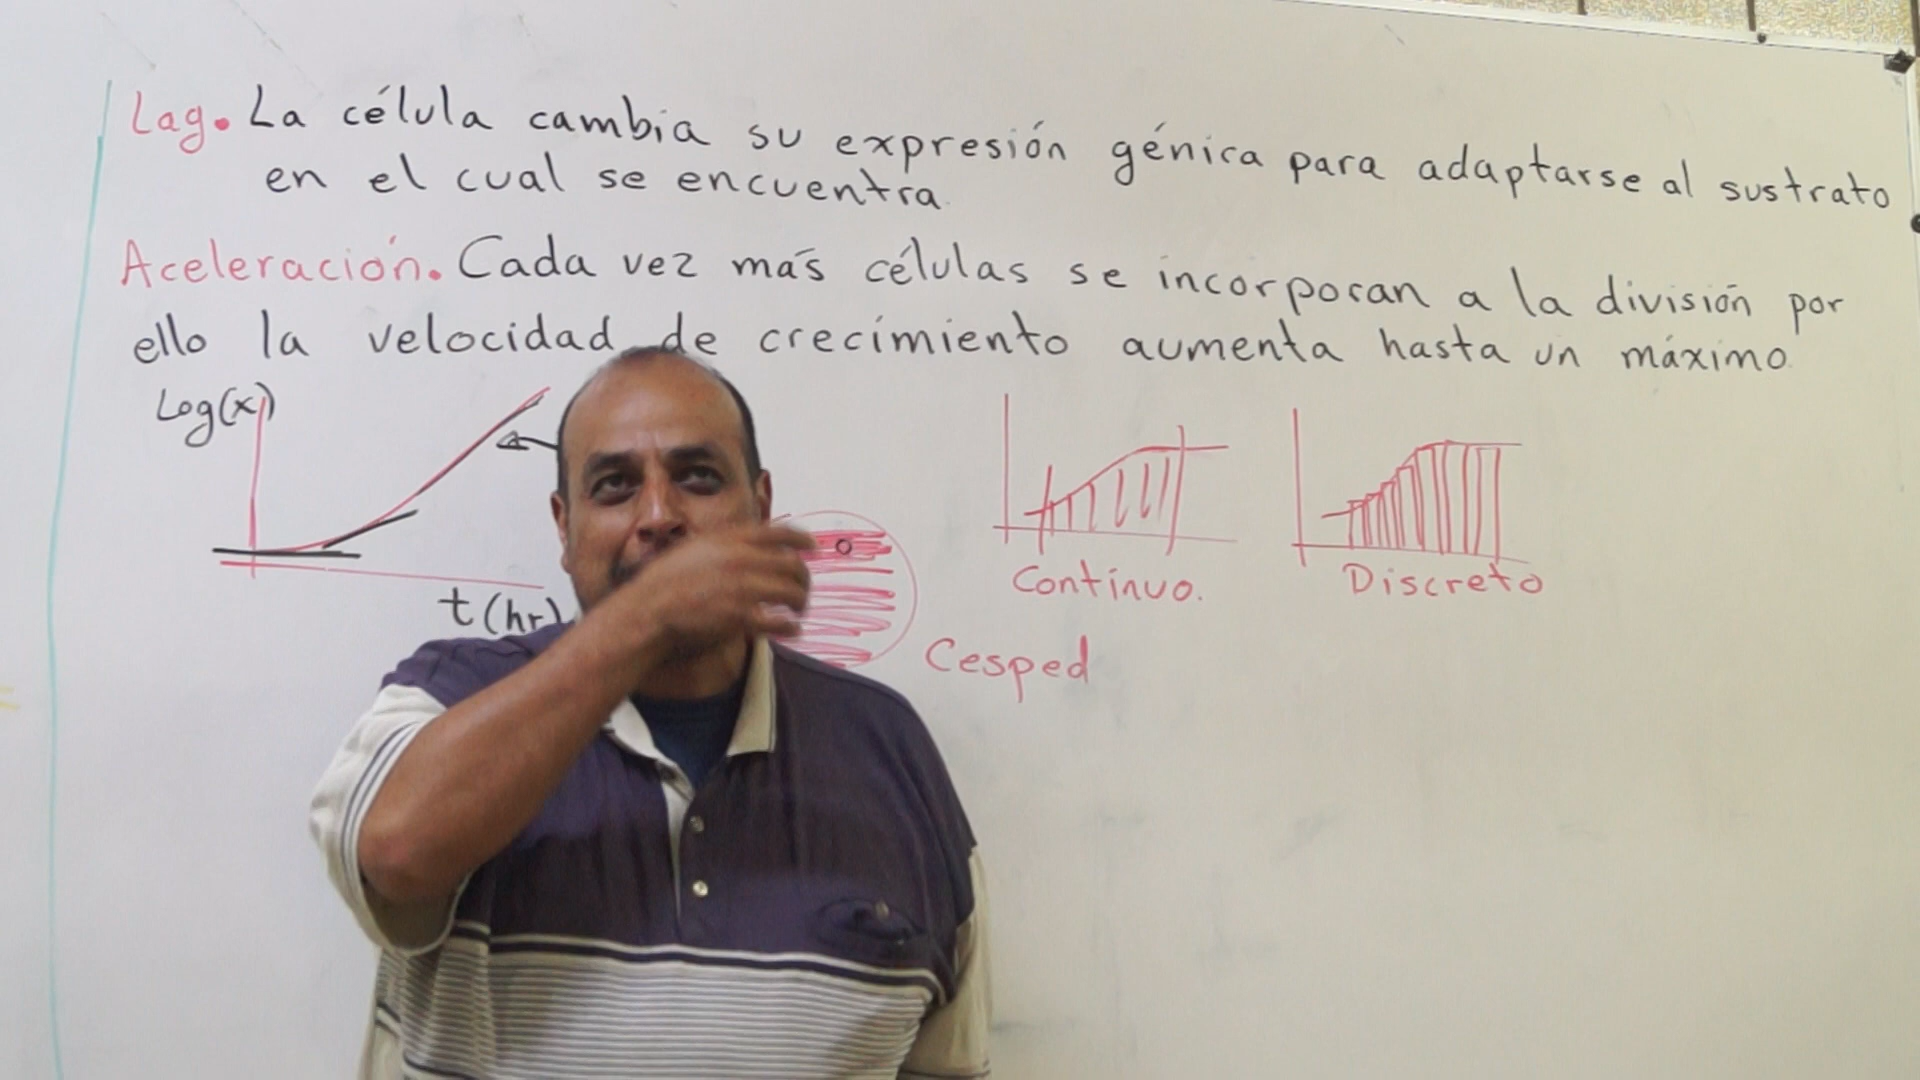 Lag. La célula cambia su expresión génica para adaptarse al sustrato
en el cual se encuentra.
Aceleración. Cada vez más células se incorporan a la división por
ello la velocidad de crecimiento aumenta hasta un máximo
Log(x)
t(hr)
Contínuo.
Discreto
Cesped